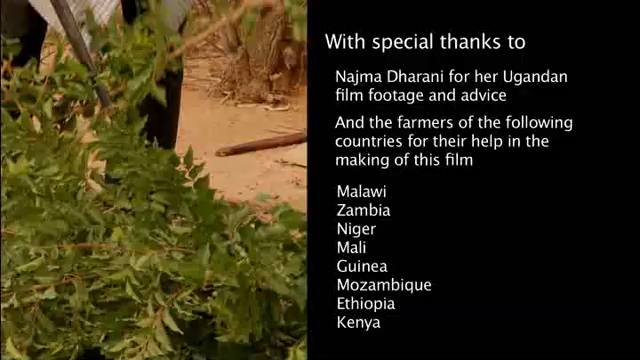 With special thanks to
Najma Dharani for her Ugandan
film footage and advice
And the farmers of the following
countries for their help in the
making of this film
Malawi
Zambia
Niger
Mali
Guinea
Mozambique
Ethiopia
Kenya